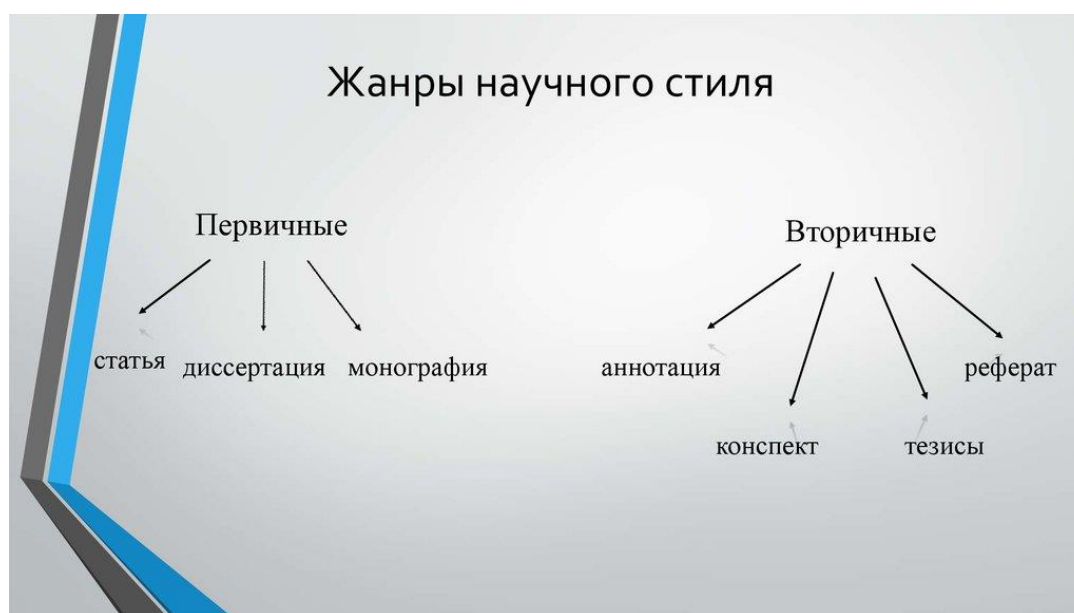 Жанры научного стиля
Первичные
статья
диссертация
монография
Вторичные
аннотация
конспект
тезисы
реферат